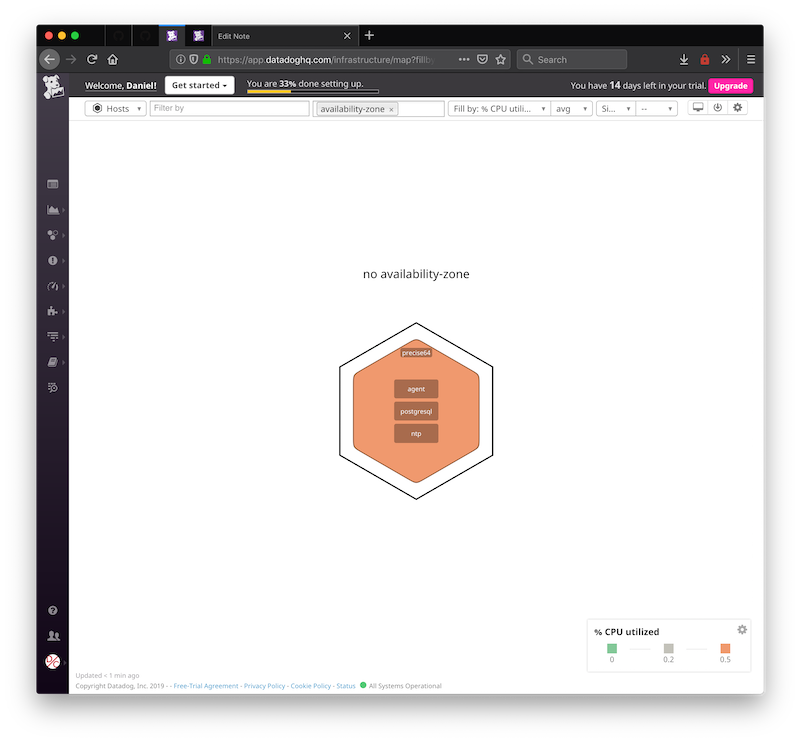 Edit Note
https://app.datadoghq.com/infrastructure/map?fillb
Search
Welcome, Daniel!
Get started
You are 33% done setting up.
You have 14 days left in your trial.
Upgrade
Hosts
Filter by
availability-zone ×
Fill by: % CPU utiliz...
avg
Si...
--
no availability-zone
precise64
agent
postgresql
ntp
% CPU utilized
0
0.2
0.5
Updated < 1 min ago
Copyright Datadog, Inc. 2019 - - Free-Trial Agreement - Privacy Policy - Cookie Policy - Status All Systems Operational